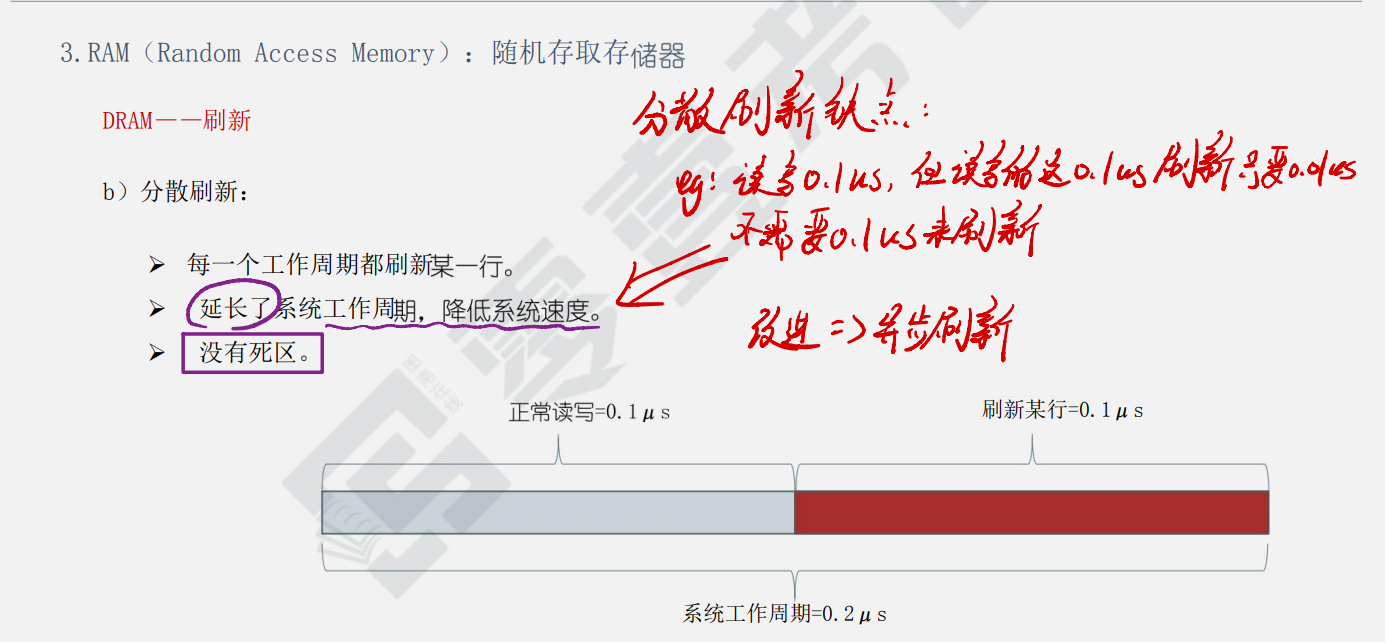 3.RAM（Random Access Memory）：随机存取存储器
DRAM——刷新
b）分散刷新：
➢ 每一个工作周期都刷新某一行。
➢ 延长了系统工作周期，降低系统速度。
➢ 没有死区。
分散刷新缺点：
eg：读写0.1us，但读写的这0.1us刷新只要0.01us
不需要0.1us来刷新
改进=>异步刷新
正常读写=0.1μs
刷新某行=0.1μs
系统工作周期=0.2μs